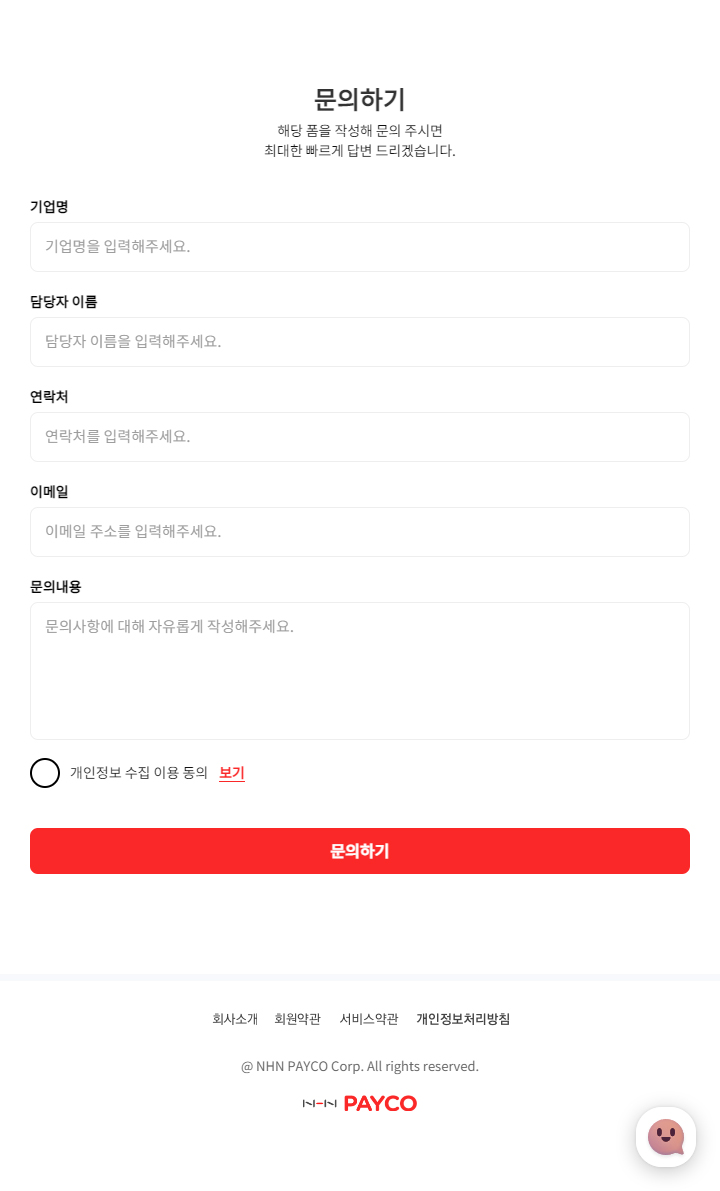 문의하기
해당 폼을 작성해 문의 주시면
최대한 빠르게 답변 드리겠습니다.
기업명
기업명을 입력해주세요.
담당자 이름
담당자 이름을 입력해주세요.
연락처
연락처를 입력해주세요.
이메일
이메일 주소를 입력해주세요.
문의내용
문의사항에 대해 자유롭게 작성해주세요.
개인정보 수집 이용 동의 보기
문의하기
회사소개 회원약관 서비스약관 개인정보처리방침
@ NHN PAYCO Corp. All rights reserved.
NHN PAYCO